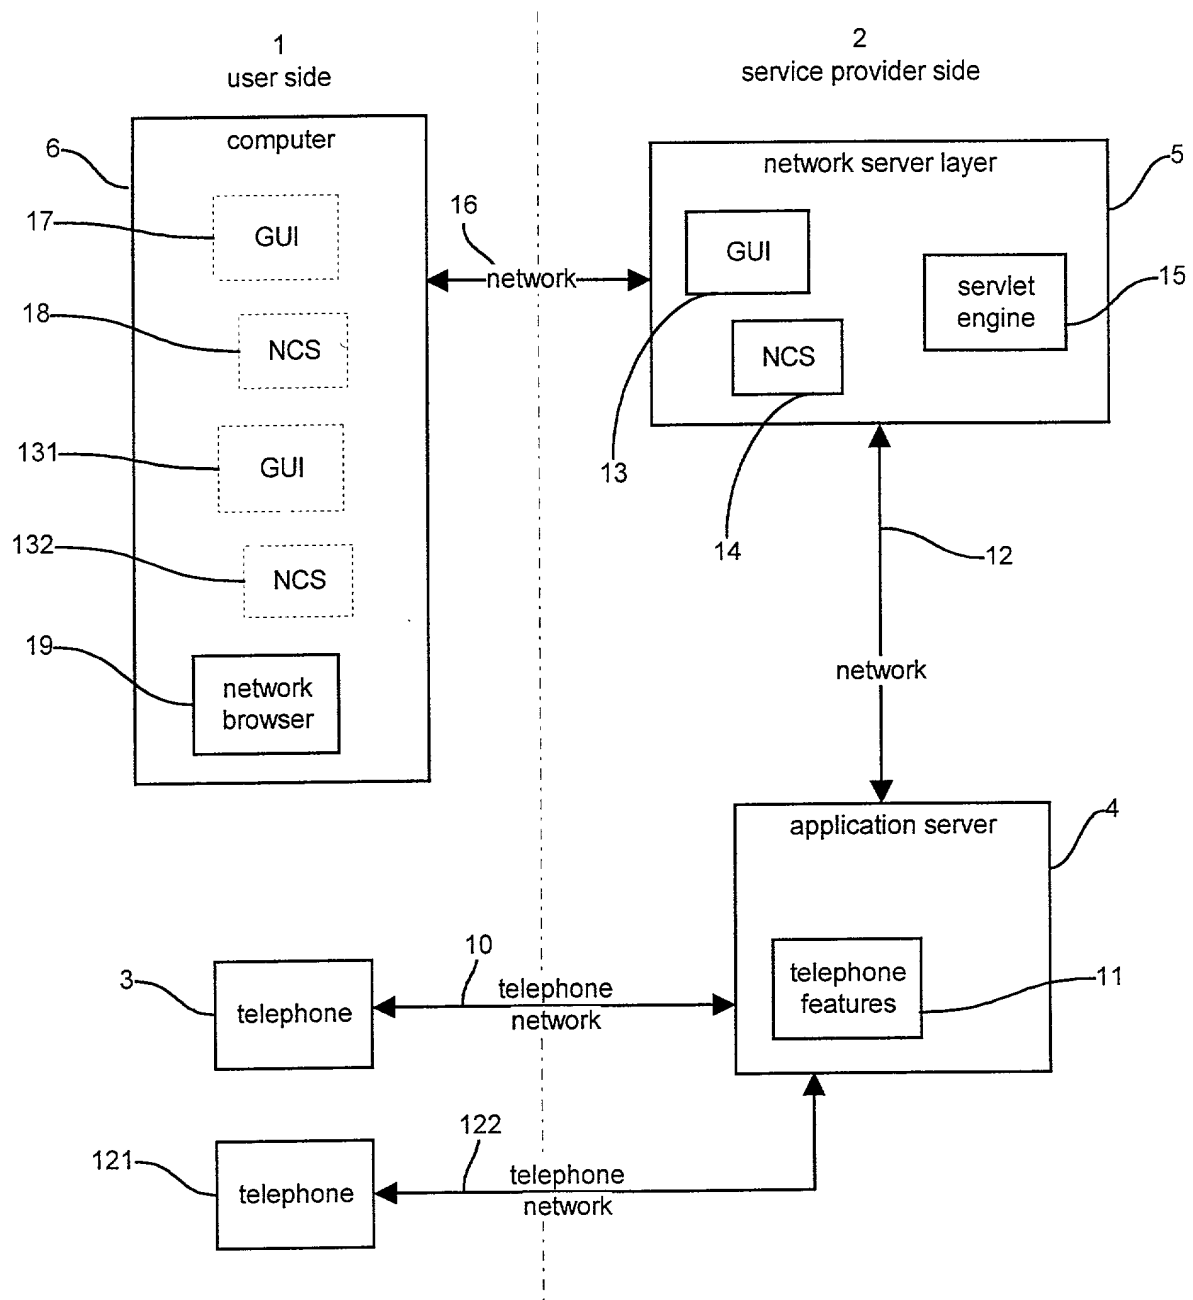 1
user side
2
service provider side
computer
6
17
GUI
18
NCS
131
GUI
132
NCS
19
network
browser
16
network
network server layer
5
GUI
servlet
engine
15
NCS
13
14
12
network
application server
4
telephone
features
11
3
telephone
10
telephone
network
121
telephone
122
telephone
network